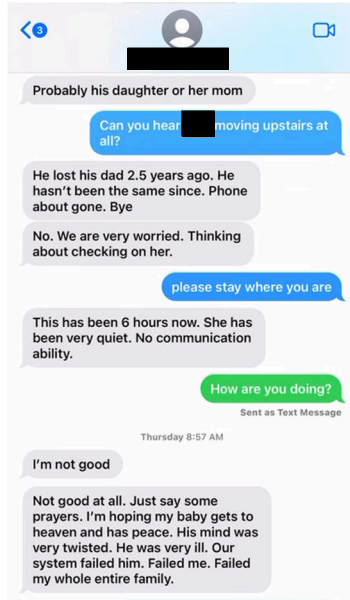 3
Probably his daughter or her mom
Can you hear moving upstairs at
all?
He lost his dad 2.5 years ago. He
hasn’t been the same since. Phone
about gone. Bye
No. We are very worried. Thinking
about checking on her.
please stay where you are
This has been 6 hours now. She has
been very quiet. No communication
ability.
How are you doing?
Sent as Text Message
Thursday 8:57 AM
I’m not good
Not good at all. Just say some
prayers. I’m hoping my baby gets to
heaven and has peace. His mind was
very twisted. He was very ill. Our
system failed him. Failed me. Failed
my whole entire family.